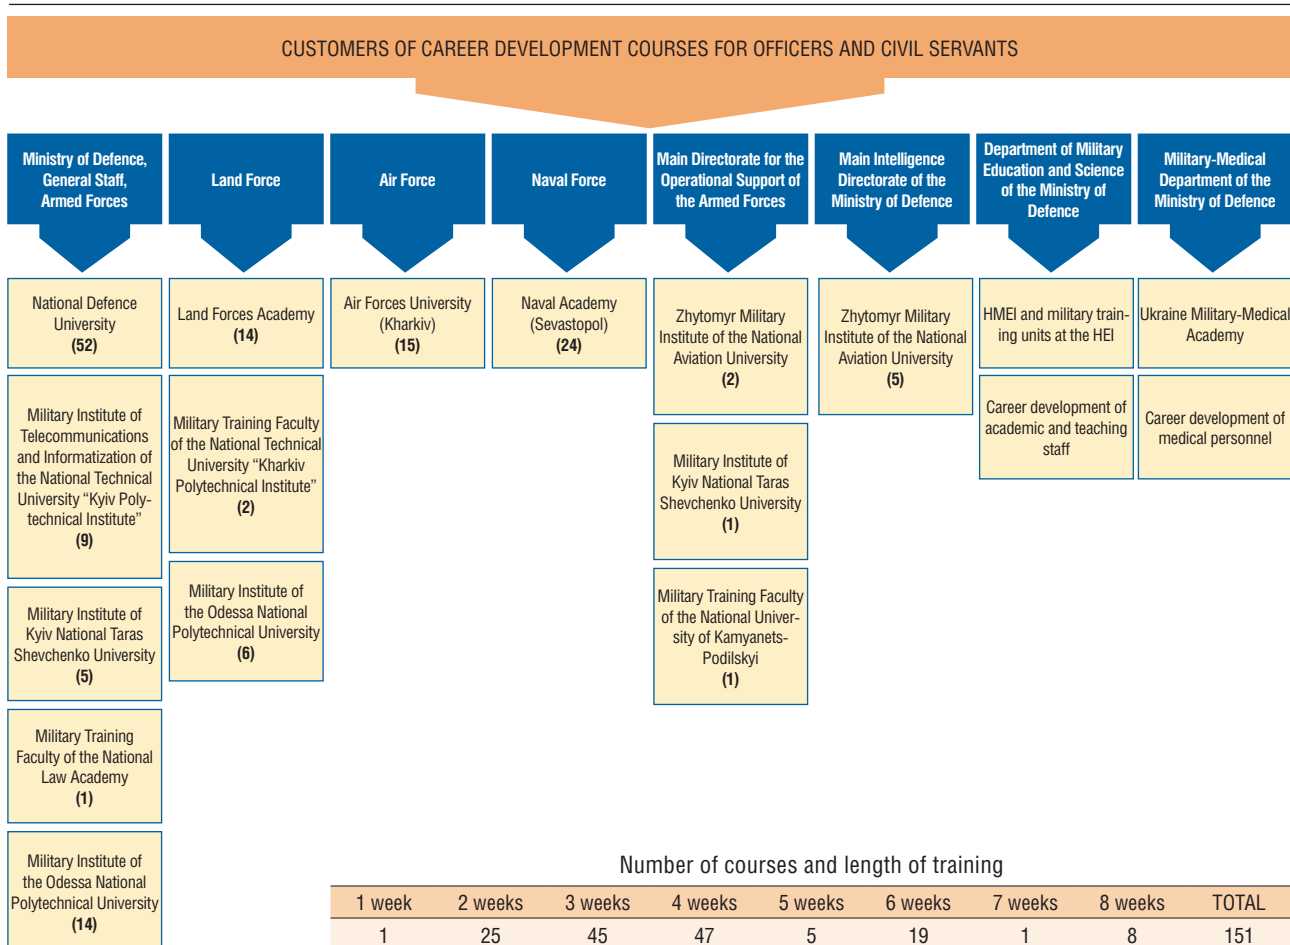 CUSTOMERS OF CAREER DEVELOPMENT COURSES FOR OFFICERS AND CIVIL SERVANTS
Ministry of Defence,
General Staff,
Armed Forces
National Defence
University
(52)
Military Institute of
Telecommunications
and Informatization of
the National Technical
University “Kyiv Poly-
technical Institute”
(9)
Military Institute of
Kyiv National Taras
Shevchenko University
(5)
Military Training
Faculty of the National
Law Academy
(1)
Military Institute of
the Odessa National
Polytechnical University
(14)
Land Force
Land Forces Academy
(14)
Military Training Faculty
of the National Technical
University “Kharkiv
Polytechnical Institute”
(2)
Military Institute of
the Odessa National
Polytechnical University
(6)
Air Force
Air Forces University
(Kharkiv)
(15)
Naval Force
Naval Academy
(Sevastopol)
(24)
Main Directorate for the
Operational Support of
the Armed Forces
Zhytomyr Military
Institute of the National
Aviation University
(2)
Military Institute of
Kyiv National Taras
Shevchenko University
(1)
Military Training Faculty
of the National Univer-
sity of Kamyanets-
Podilskyi
(1)
Main Intelligence
Directorate of the
Ministry of Defence
Zhytomyr Military
Institute of the National
Aviation University
(5)
Department of Military
Education and Science
of the Ministry of
Defence
HMEI and military train-
ing units at the HEI
Career development of
academic and teaching
staff
Military-Medical
Department of the
Ministry of Defence
Ukraine Military-Medical
Academy
Career development of
medical personnel
Number of courses and length of training
1 week 2 weeks 3 weeks 4 weeks 5 weeks 6 weeks 7 weeks 8 weeks TOTAL
1 25 45 47 5 19 1 8 151